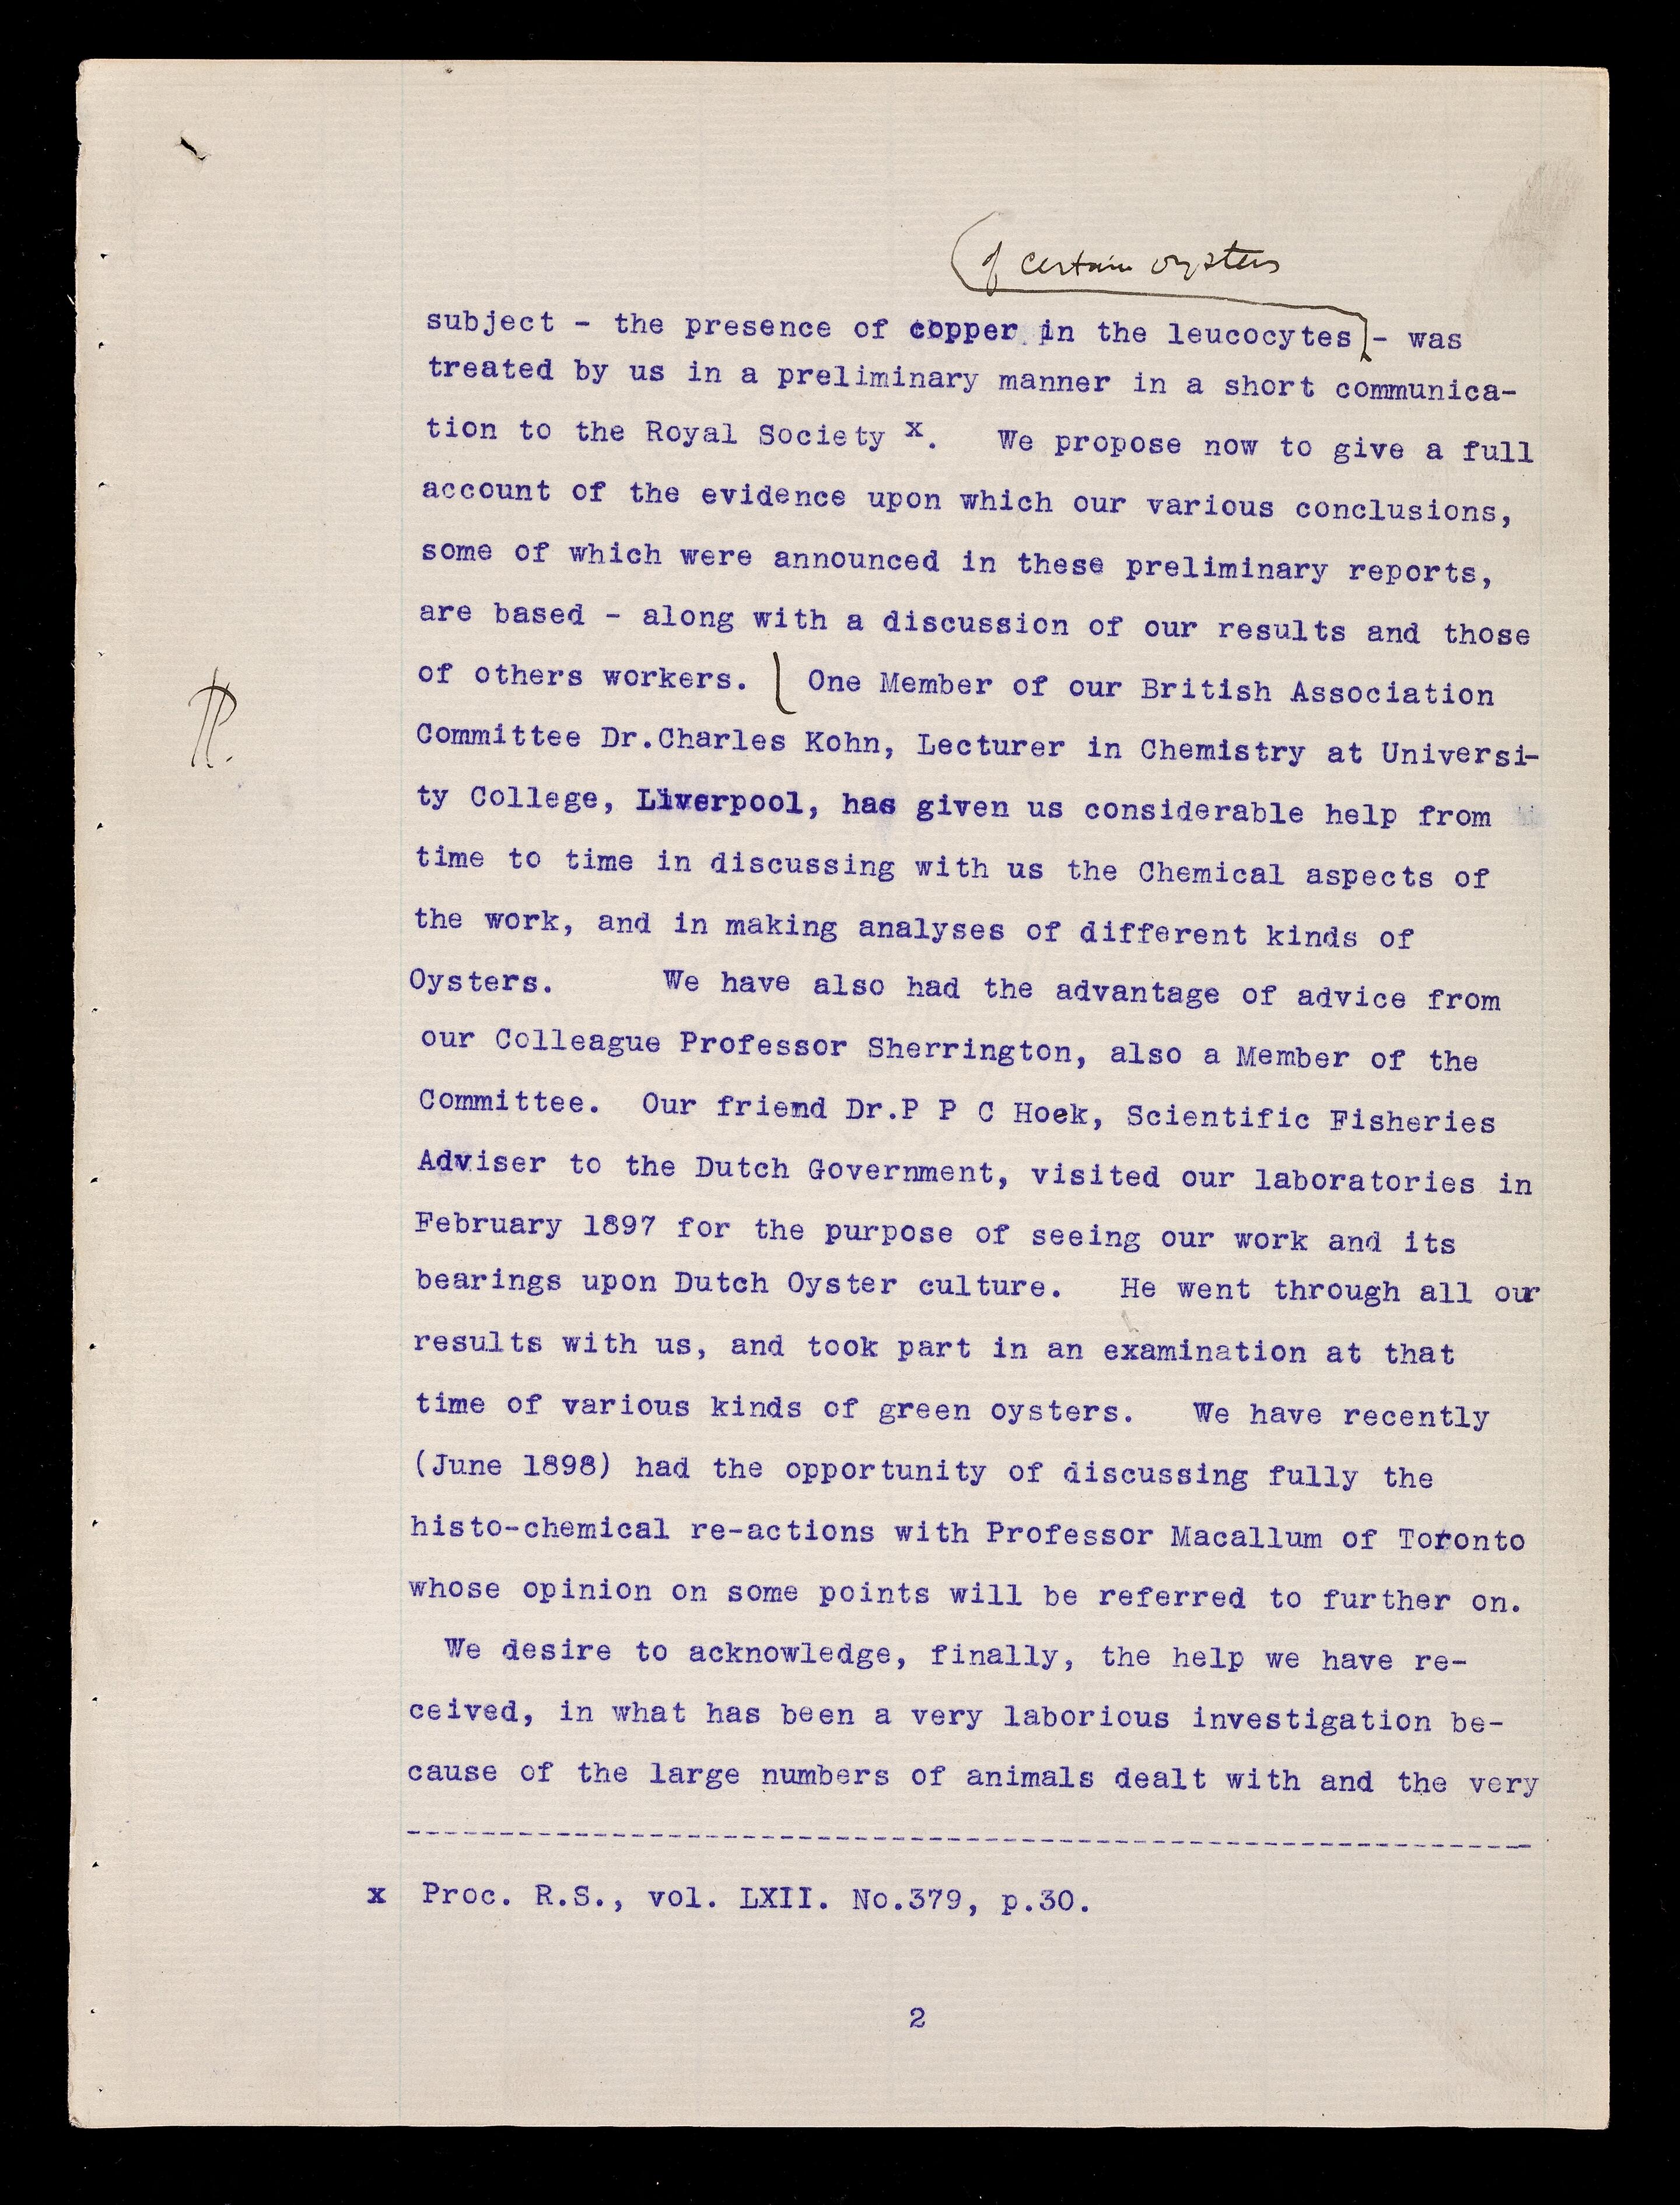 of certain oysters
subject - the presence of copper in the leucocytes - was
treated by us in a preliminary manner in a short communica-
tion to the Royal Society x. We propose now to give a full
account of the evidence upon which our various conclusions,
some of which were announced in these preliminary reports,
are based - along with a discussion of our results and those
of others workers. One Member of our British Association
Committee Dr.Charles Kohn, Lecturer in Chemistry at Universi-
ty College, Liverpool, has given us considerable help from
time to time in discussing with us the Chemical aspects of
the work, and in making analyses of different kinds of
Oysters. We have also had the advantage of advice from
our Colleague Professor Sherrington, also a Member of the
Committee. Our friend Dr.P P C Hoek, Scientific Fisheries
Adviser to the Dutch Government, visited our laboratories in
February 1897 for the purpose of seeing our work and its
bearings upon Dutch Oyster culture. He went through all our
results with us, and took part in an examination at that
time of various kinds of green oysters. We have recently
(June 1898) had the opportunity of discussing fully the
histo-chemical re-actions with Professor Macallum of Toronto
whose opinion on some points will be referred to further on.
We desire to acknowledge, finally, the help we have re-
ceived, in what has been a very laborious investigation be-
cause of the large numbers of animals dealt with and the very
x Proc. R.S., vol. LXII. No.379, p.30.
2